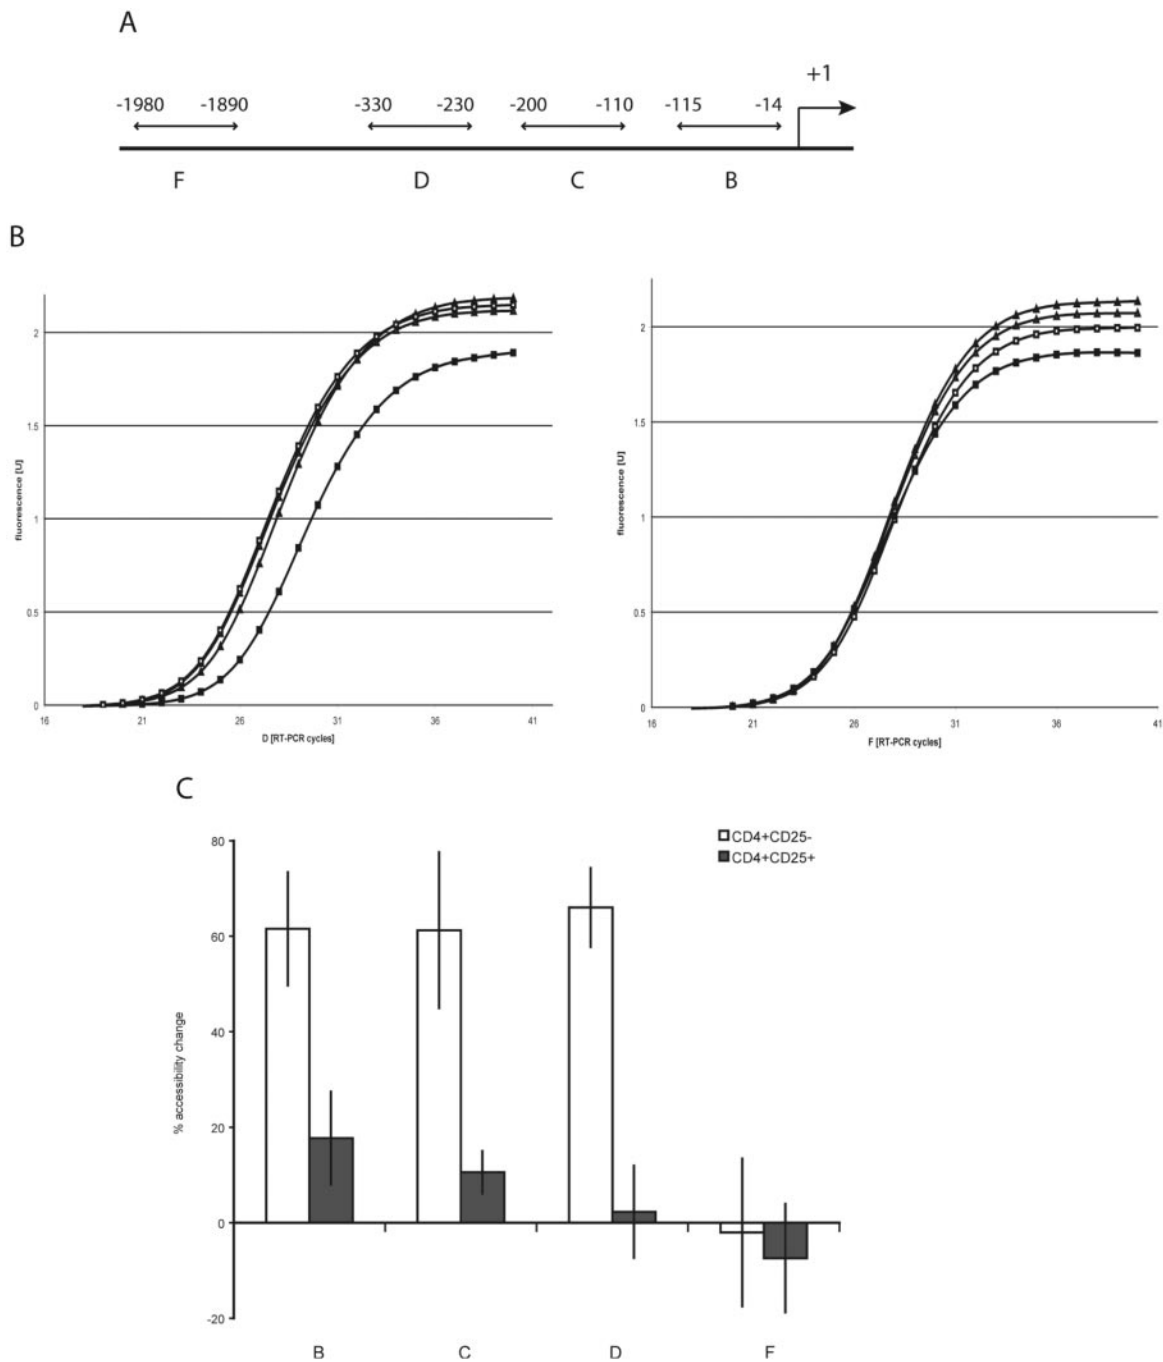 A
+1
-1980 -1890 -330 -230 -200 -110 -115 -14
F D C B
B
2
1.5
1
0.5
0
fluorescence [U]
16 21 26 31 36 41
D [RT-PCR cycles]
2
1.5
1
0.5
0
fluorescence [U]
16 21 26 31 36 41
F [RT-PCR cycles]
C
CD4+CD25-
CD4+CD25+
80
60
40
20
0
-20
% accessibility change
B C D F